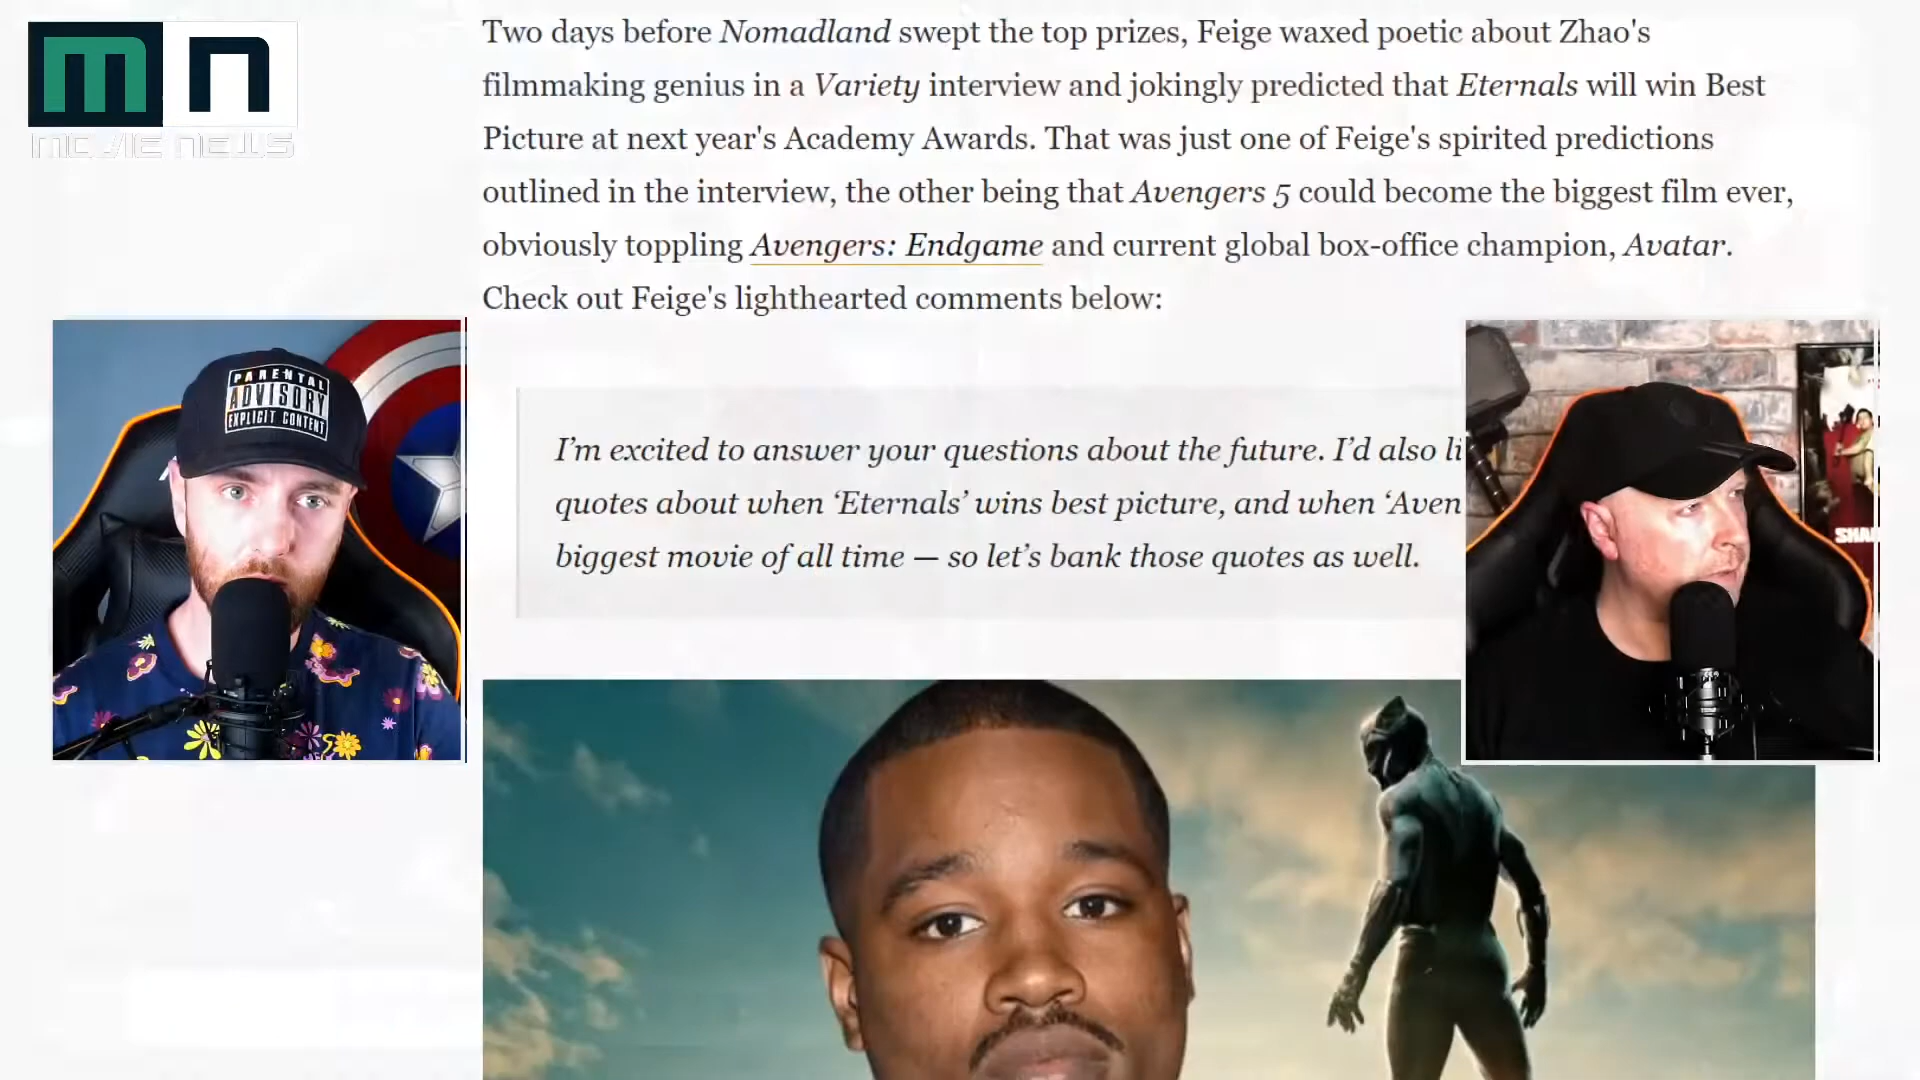 mn
MOVIE NEWS
Two days before Nomadland swept the top prizes, Feige waxed poetic about Zhao's
filmmaking genius in a Variety interview and jokingly predicted that Eternals will win Best
Picture at next year's Academy Awards. That was just one of Feige's spirited predictions
outlined in the interview, the other being that Avengers 5 could become the biggest film ever,
obviously toppling Avengers: Endgame and current global box-office champion, Avatar.
Check out Feige's lighthearted comments below:
PARENTAL
ADVISORY
EXPLICIT CONTENT
I’m excited to answer your questions about the future. I’d also li
quotes about when ‘Eternals’ wins best picture, and when ‘Aven
biggest movie of all time — so let’s bank those quotes as well.
SHA